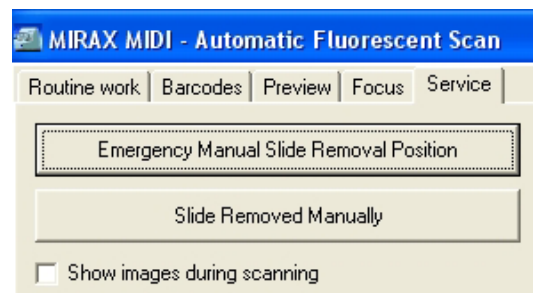 MIRAX MIDI - Automatic Fluorescent Scan
Routine work Barcodes Preview Focus Service
Emergency Manual Slide Removal Position
Slide Removed Manually
Show images during scanning